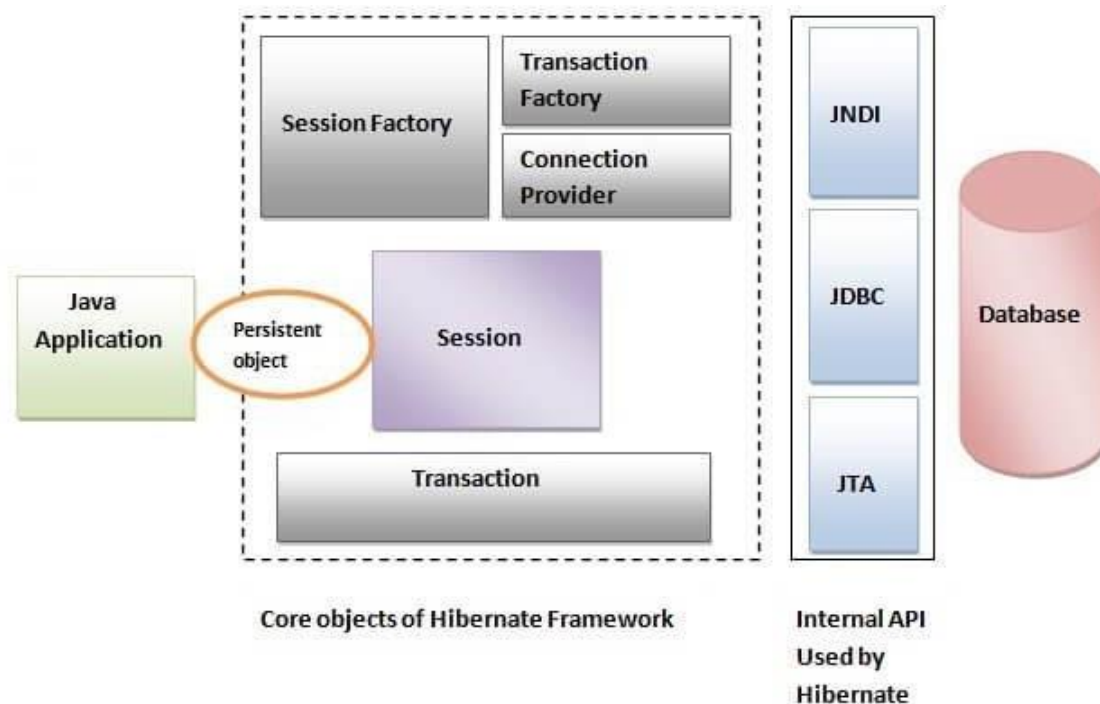 Session Factory
Transaction
Factory
Connection
Provider
Java
Application
Persistent
object
Session
Transaction
JNDI
JDBC
JTA
Database
Core objects of Hibernate Framework
Internal API
Used by
Hibernate